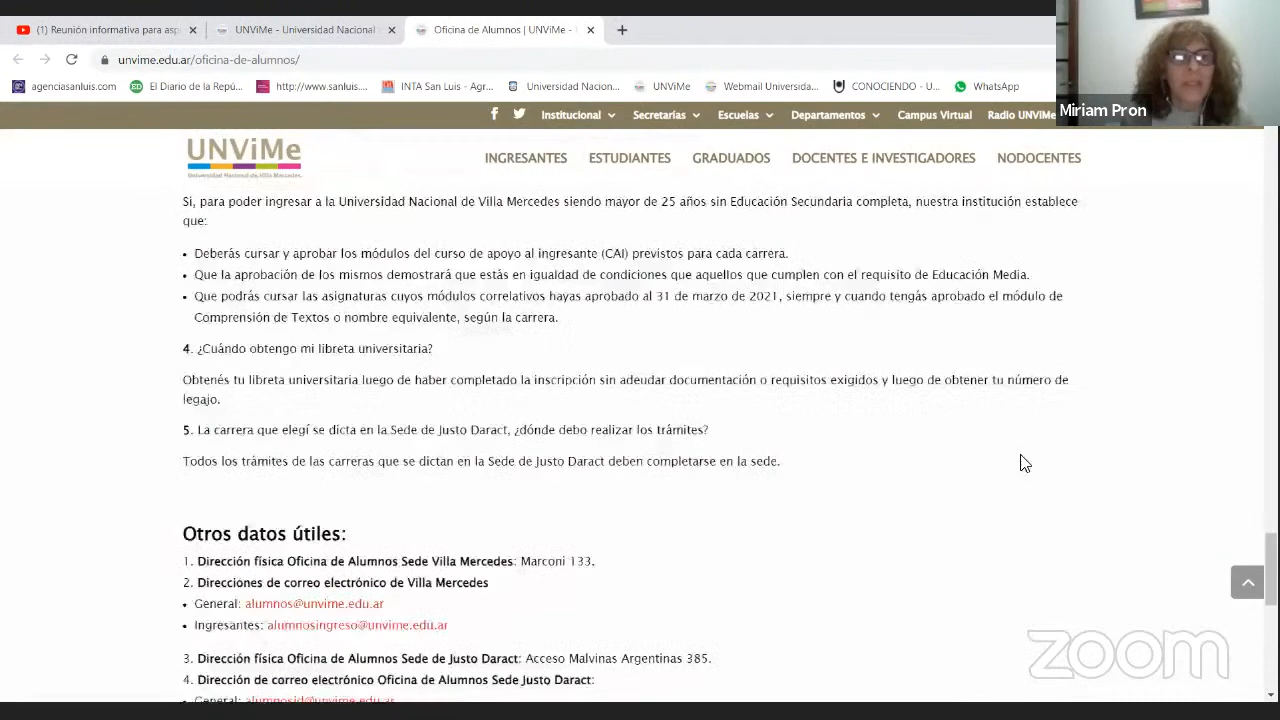 (1) Reunión informativa para asp
UNViMe - Universidad Nacional
Oficina de Alumnos | UNViMe -
unvime.edu.ar/oficina-de-alumnos/
agenciasanluis.com
El Diario de la Repú...
http://www.sanluis....
INTA San Luis - Agr...
Universidad Nacion...
UNViMe
Webmail Universida...
CONOCIENDO - U...
WhatsApp
Miriam Pron
Institucional
Secretarías
Escuelas
Departamentos
Campus Virtual
Radio UNViMe
UNViMe
Universidad Nacional de Villa Mercedes
INGRESANTES
ESTUDIANTES
GRADUADOS
DOCENTES E INVESTIGADORES
NODOCENTES
Si, para poder ingresar a la Universidad Nacional de Villa Mercedes siendo mayor de 25 años sin Educación Secundaria completa, nuestra institución establece
que:
• Deberás cursar y aprobar los módulos del curso de apoyo al ingresante (CAI) previstos para cada carrera.
• Que la aprobación de los mismos demostrará que estás en igualdad de condiciones que aquellos que cumplen con el requisito de Educación Media.
• Que podrás cursar las asignaturas cuyos módulos correlativos hayas aprobado al 31 de marzo de 2021, siempre y cuando tengás aprobado el módulo de
Comprensión de Textos o nombre equivalente, según la carrera.
4. ¿Cuándo obtengo mi libreta universitaria?
Obtenés tu libreta universitaria luego de haber completado la inscripción sin adeudar documentación o requisitos exigidos y luego de obtener tu número de
legajo.
5. La carrera que elegí se dicta en la Sede de Justo Daract, ¿dónde debo realizar los trámites?
Todos los trámites de las carreras que se dictan en la Sede de Justo Daract deben completarse en la sede.
Otros datos útiles:
1. Dirección física Oficina de Alumnos Sede Villa Mercedes: Marconi 133.
2. Direcciones de correo electrónico de Villa Mercedes
• General: alumnos@unvime.edu.ar
• Ingresantes: alumnosingreso@unvime.edu.ar
3. Dirección física Oficina de Alumnos Sede de Justo Daract: Acceso Malvinas Argentinas 385.
4. Dirección de correo electrónico Oficina de Alumnos Sede Justo Daract:
• General: alumnosjd@unvime.edu.ar
zoom